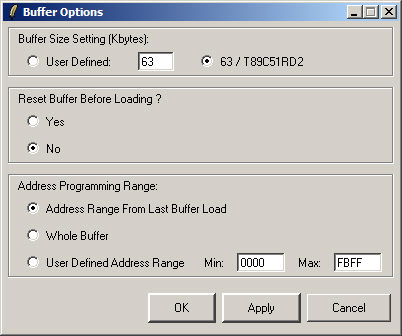 Buffer Options
Buffer Size Setting (Kbytes):
User Defined: 63 63 / T89C51RD2
Reset Buffer Before Loading ?
Yes
No
Address Programming Range:
Address Range From Last Buffer Load
Whole Buffer
User Defined Address Range Min: 0000 Max: FBFF
OK Apply Cancel